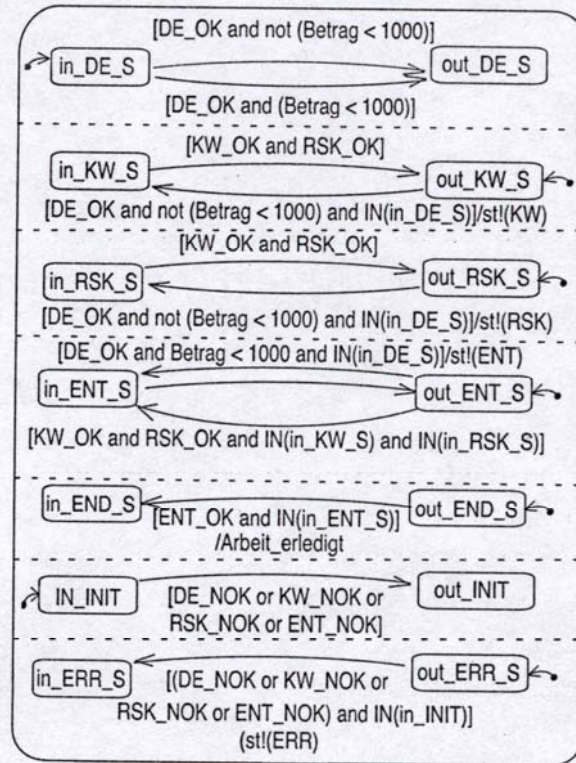 [DE_OK and not (Betrag < 1000)]
in_DE_S
out_DE_S
[DE_OK and (Betrag < 1000)]
[KW_OK and RSK_OK]
in_KW_S
out_KW_S
[DE_OK and not (Betrag < 1000) and IN(in_DE_S)]/st!(KW)
[KW_OK and RSK_OK]
in_RSK_S
out_RSK_S
[DE_OK and not (Betrag < 1000) and IN(in_DE_S)]/st!(RSK)
[DE_OK and Betrag < 1000 and IN(in_DE_S)]/st!(ENT)
in_ENT_S
out_ENT_S
[KW_OK and RSK_OK and IN(in_KW_S) and IN(in_RSK_S)]
in_END_S
out_END_S
[ENT_OK and IN(in_ENT_S)]
/Arbeit_erledigt
IN_INIT
out_INIT
[DE_NOK or KW_NOK or
RSK_NOK or ENT_NOK]
in_ERR_S
out_ERR_S
[(DE_NOK or KW_NOK or
RSK_NOK or ENT_NOK) and IN(in_INIT)]
(st!(ERR)